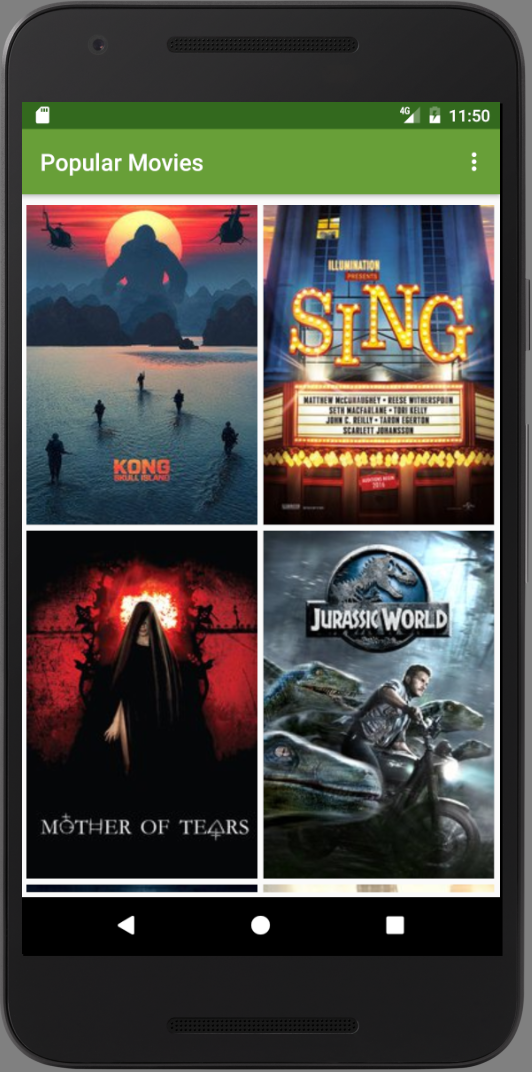 4G
11:50
Popular Movies
KONG
SKULL ISLAND
ILLUMINATION
PRESENTS
SING
MATTHEW McCONAUGHEY • REESE WITHERSPOON
SETH MACFARLANE • TORI KELLY
JOHN C. REILLY • TARON EGERTON
SCARLETT JOHANSSON
2016
MOTHER OF TEARS
JURASSIC WORLD